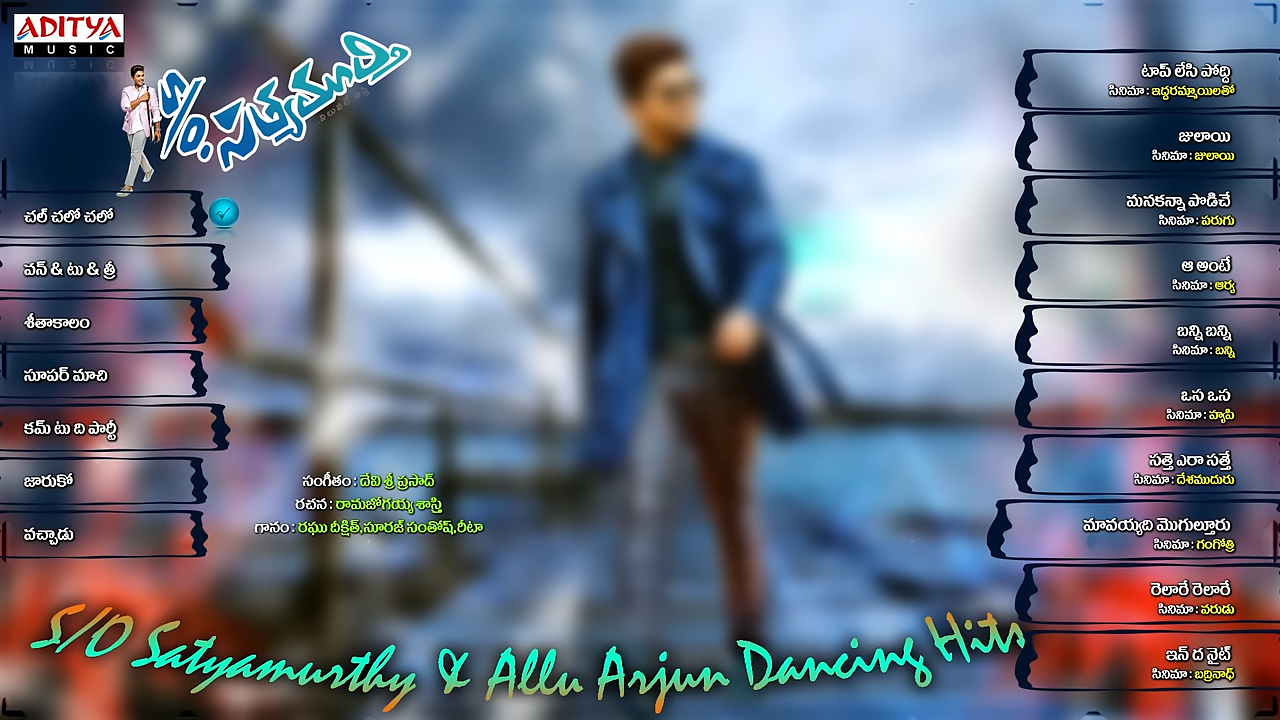 ADITYA
MUSIC
S/o. సత్యమూర్తి
చల్ చలో చలో
వన్ & టు & త్రీ
శీతాకాలం
సూపర్ మాచి
కమ్ టు ది పార్టీ
జారుకో
వచ్చాడు
సంగీతం : దేవి శ్రీ ప్రసాద్
రచన : రామజోగయ్య శాస్త్రి
గానం : రఘు దీక్షిత్,సూరజ్ సంతోష్,రీటా
టాప్ లేసి పోద్ది
సినిమా : ఇద్దరమ్మాయిలతో
జులాయి
సినిమా : జులాయి
మనకన్నా పొడిచే
సినిమా : పరుగు
ఆ అంటే
సినిమా : ఆర్య
బన్ని బన్ని
సినిమా : బన్ని
ఒస ఒస
సినిమా : హ్యపి
సత్తె ఎరా సత్తే
సినిమా : దేశముదురు
మావయ్యది మొగుల్తూరు
సినిమా : గంగోత్రి
రెలారే రెలారే
సినిమా : వరుడు
ఇన్ ద నైట్
సినిమా : బద్రినాధ్
S/O Satyamurthy & Allu Arjun Dancing Hits